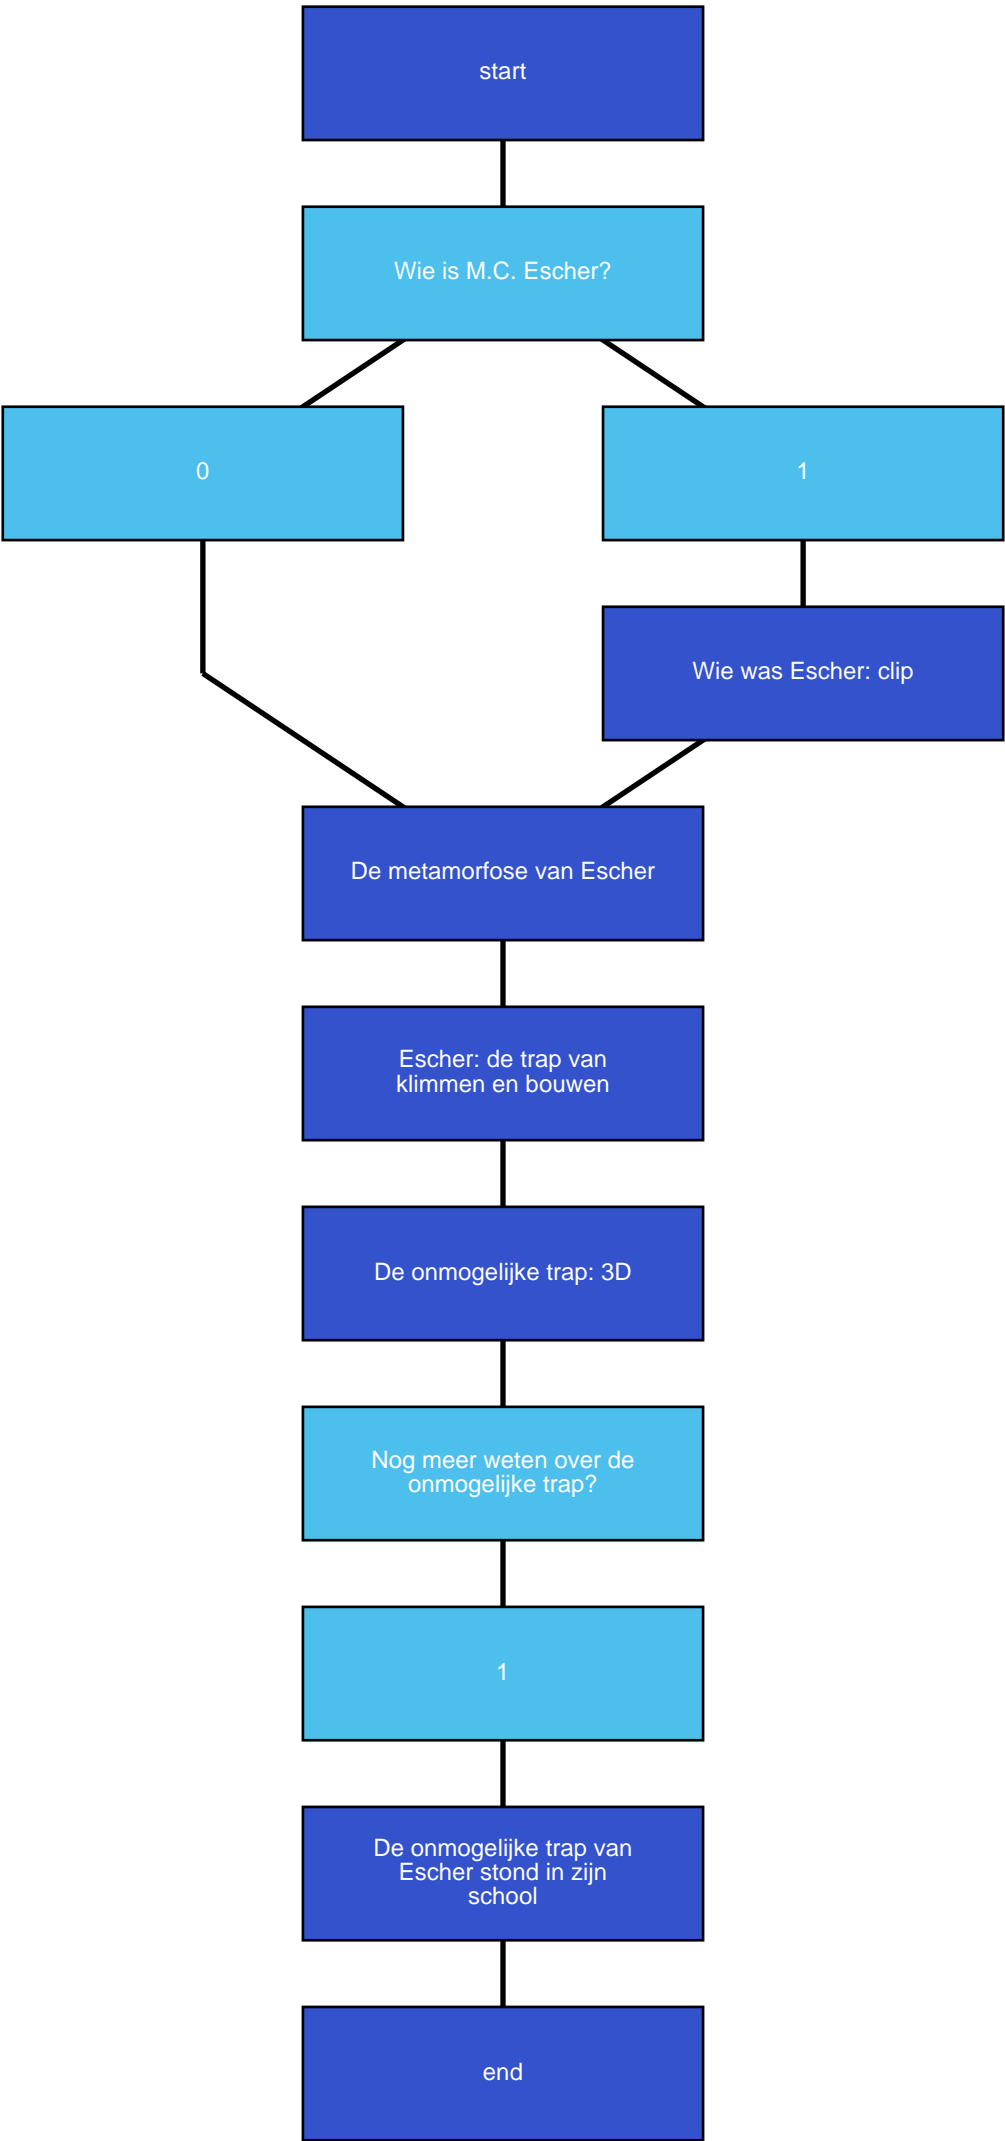 start
Wie is M.C. Escher?
0
1
Wie was Escher: clip
De metamorfose van Escher
Escher: de trap van
klimmen en bouwen
De onmogelijke trap: 3D
Nog meer weten over de
onmogelijke trap?
1
De onmogelijke trap van
Escher stond in zijn
school
end